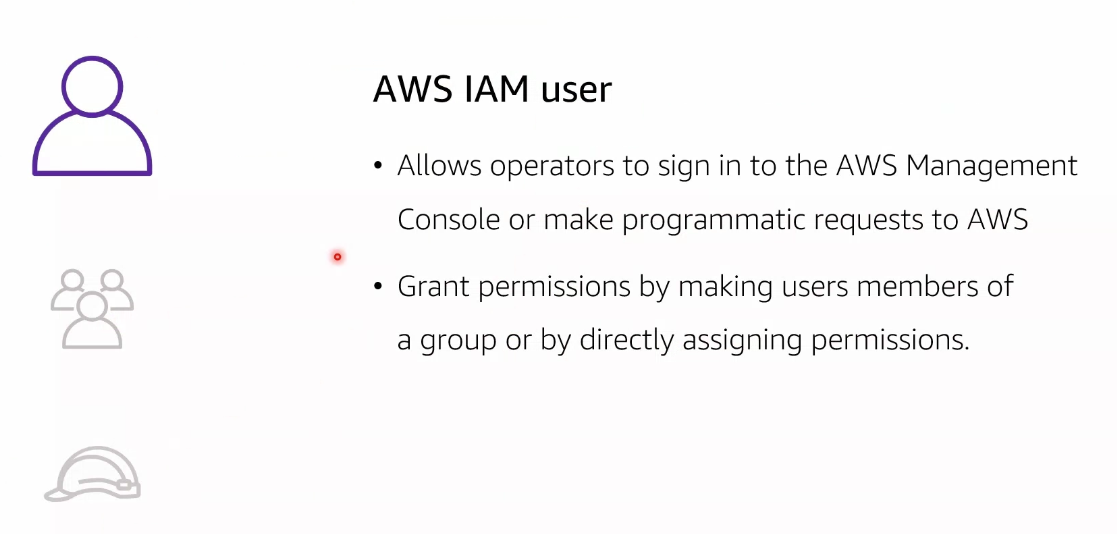 AWS IAM user
• Allows operators to sign in to the AWS Management
Console or make programmatic requests to AWS
• Grant permissions by making users members of
a group or by directly assigning permissions.